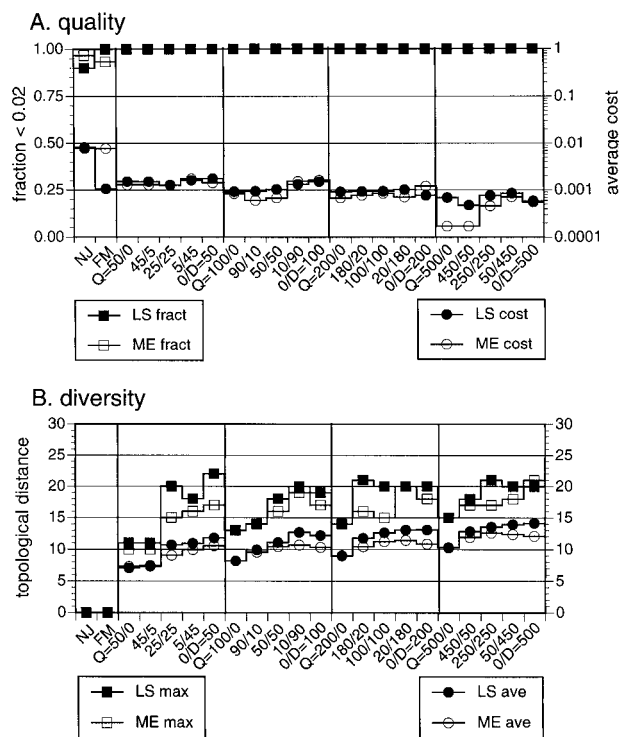 A. quality
1.00
0.75
0.50
0.25
0.00
fraction < 0.02
1
0.1
0.01
0.001
0.0001
average cost
NJ
FM
Q=50/0
45/5
25/25
5/45
0/D=50
Q=100/0
90/10
50/50
10/90
0/D=100
Q=200/0
180/20
100/100
20/180
0/D=200
Q=500/0
450/50
250/250
50/450
0/D=500
LS fract
ME fract
LS cost
ME cost
B. diversity
30
25
20
15
10
5
0
topological distance
30
25
20
15
10
5
0
NJ
FM
Q=50/0
45/5
25/25
5/45
0/D=50
Q=100/0
90/10
50/50
10/90
0/D=100
Q=200/0
180/20
100/100
20/180
0/D=200
Q=500/0
450/50
250/250
50/450
0/D=500
LS max
ME max
LS ave
ME ave